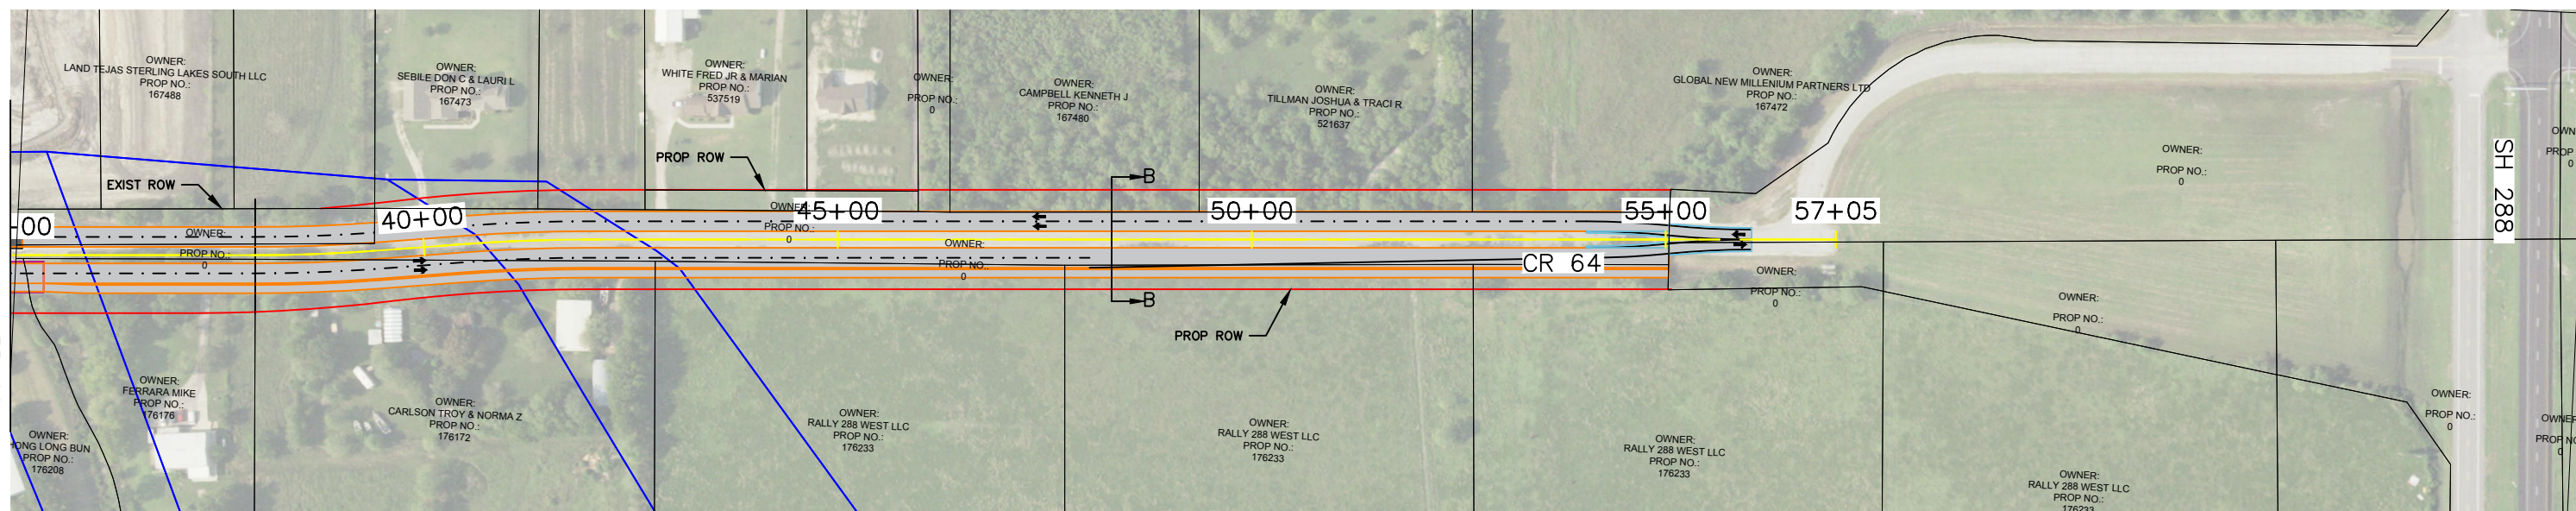 OWNER:
LAND TEJAS STERLING LAKES SOUTH LLC
PROP NO.:
167488
OWNER:
SEBILE DON C & LAURI L
PROP NO.:
167473
OWNER:
WHITE FRED JR & MARIAN
PROP NO.:
537519
OWNER:
PROP NO.:
0
OWNER:
CAMPBELL KENNETH J
PROP NO.:
167480
OWNER:
TILLMAN JOSHUA & TRACI R
PROP NO.:
521637
OWNER:
GLOBAL NEW MILLENIUM PARTNERS LTD
PROP NO.:
167472
OWNER:
PROP NO.:
0
SH 288
OWN
PROP
0
EXIST ROW
PROP ROW
B
00
40+00
45+00
50+00
55+00
57+05
OWNER:
PROP NO.:
0
OWNER:
PROP NO.:
0
OWNER:
PROP NO.:
0
CR 64
B
PROP ROW
OWNER:
PROP NO.:
0
OWNER:
PROP NO.:
0
OWNER:
FERRARA MIKE
PROP NO.:
176176
OWNER:
CARLSON TROY & NORMA Z
PROP NO.:
176172
OWNER:
RALLY 288 WEST LLC
PROP NO.:
176233
OWNER:
RALLY 288 WEST LLC
PROP NO.:
176233
OWNER:
RALLY 288 WEST LLC
PROP NO.:
176233
OWNER:
RALLY 288 WEST LLC
PROP NO.:
176233
OWNER:
PROP NO.:
0
OWNE
PROP NO
0
OWNER:
LONG BUN
PROP NO.:
176208